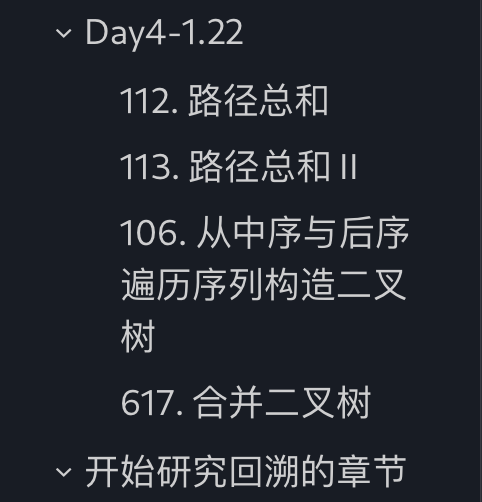 Day4-1.22
112. 路径总和
113. 路径总和 II
106. 从中序与后序
遍历序列构造二叉
树
617. 合并二叉树
开始研究回溯的章节